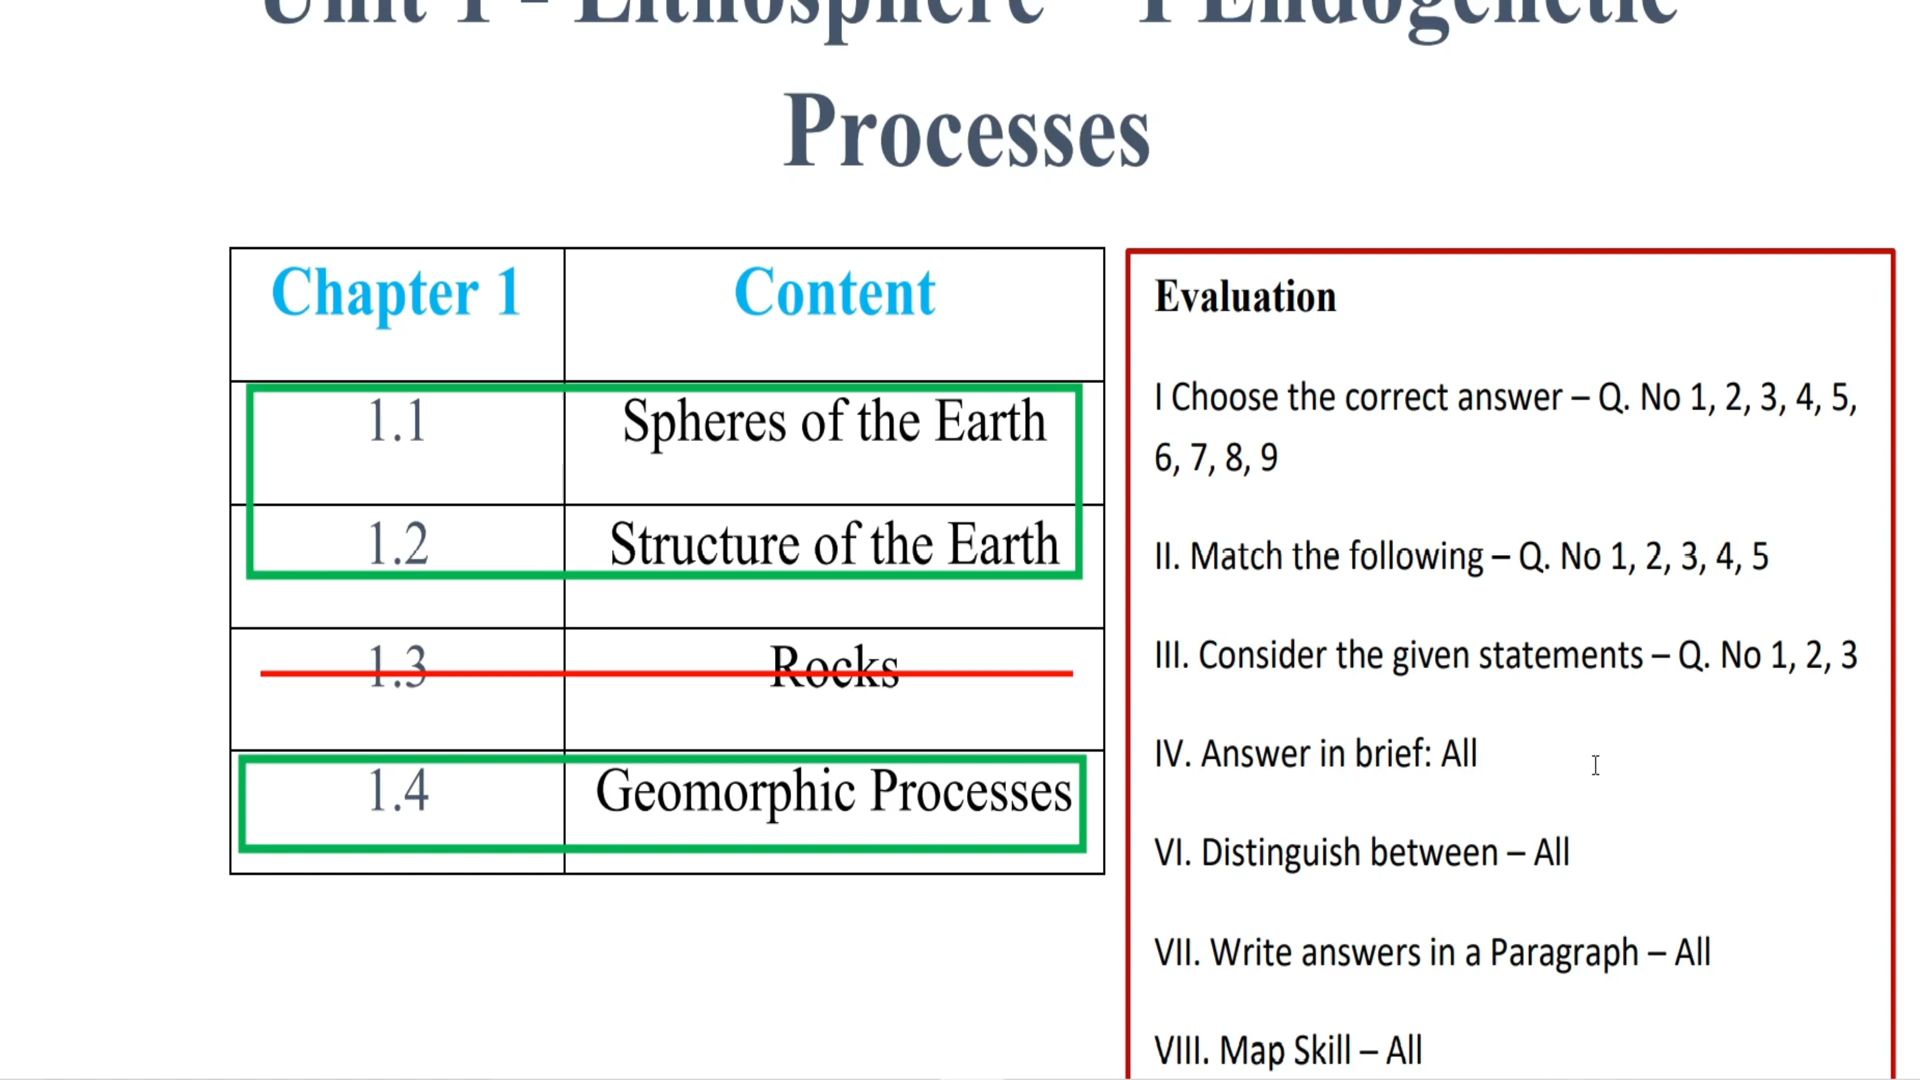 Unit 1 - Lithosphere – I Endogenetic
Processes
Chapter 1 Content
1.1 Spheres of the Earth
1.2 Structure of the Earth
1.3 Rocks
1.4 Geomorphic Processes
Evaluation
I Choose the correct answer – Q. No 1, 2, 3, 4, 5,
6, 7, 8, 9
II. Match the following – Q. No 1, 2, 3, 4, 5
III. Consider the given statements – Q. No 1, 2, 3
IV. Answer in brief: All
VI. Distinguish between – All
VII. Write answers in a Paragraph – All
VIII. Map Skill – All